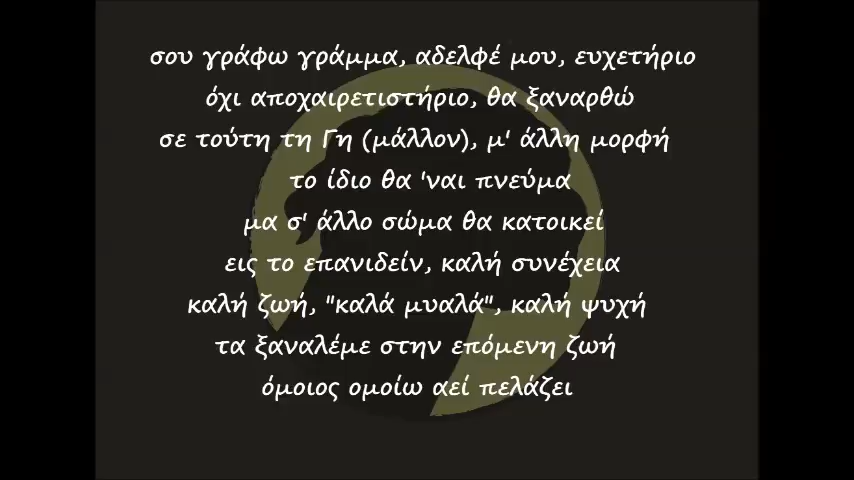 σου γράφω γράμμα, αδελφέ μου, ευχετήριο
όχι αποχαιρετιστήριο, θα ξαναρθώ
σε τούτη τη Γη (μάλλον), μ' άλλη μορφή
το ίδιο θα 'ναι πνεύμα
μα σ' άλλο σώμα θα κατοικεί
εις το επανιδείν, καλή συνέχεια
καλή ζωή, "καλά μυαλά", καλή ψυχή
τα ξαναλέμε στην επόμενη ζωή
όμοιος ομοίω αεί πελάζει